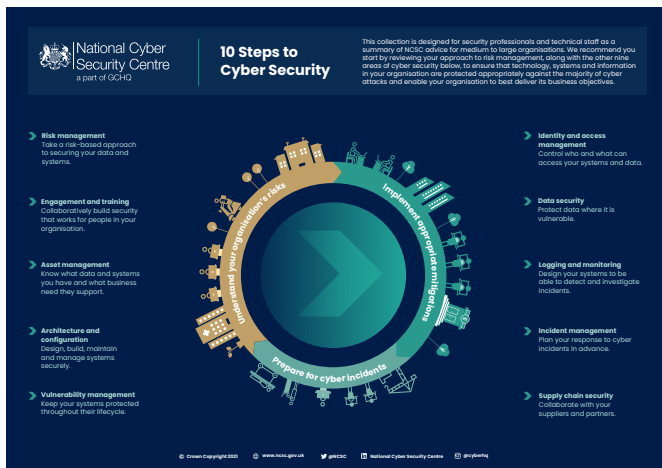 National Cyber
Security Centre
a part of GCHQ
10 Steps to
Cyber Security
This collection is designed for security professionals and technical staff as a
summary of NCSC advice for medium to large organisations. We recommend you
start by reviewing your approach to risk management, along with the other nine
areas of cyber security below, to ensure that technology, systems and information
in your organisation are protected appropriately against the majority of cyber
attacks and enable your organisation to best deliver its business objectives.
Risk management
Take a risk-based approach
to securing your data and
systems.
Engagement and training
Collaboratively build security
that works for people in your
organisation.
Asset management
Know what data and systems
you have and what business
need they support.
Architecture and
configuration
Design, build, maintain
and manage systems
securely.
Vulnerability management
Keep your systems protected
throughout their lifecycle.
Understand your organisation's risks
Implement appropriate mitigations
Prepare for cyber incidents
Identity and access
management
Control who and what can
access your systems and data.
Data security
Protect data where it is
vulnerable.
Logging and monitoring
Design your systems to be
able to detect and investigate
incidents.
Incident management
Plan your response to cyber
incidents in advance.
Supply chain security
Collaborate with your
suppliers and partners.
© Crown Copyright 2021 www.ncsc.gov.uk @NCSC National Cyber Security Centre @cyberhq